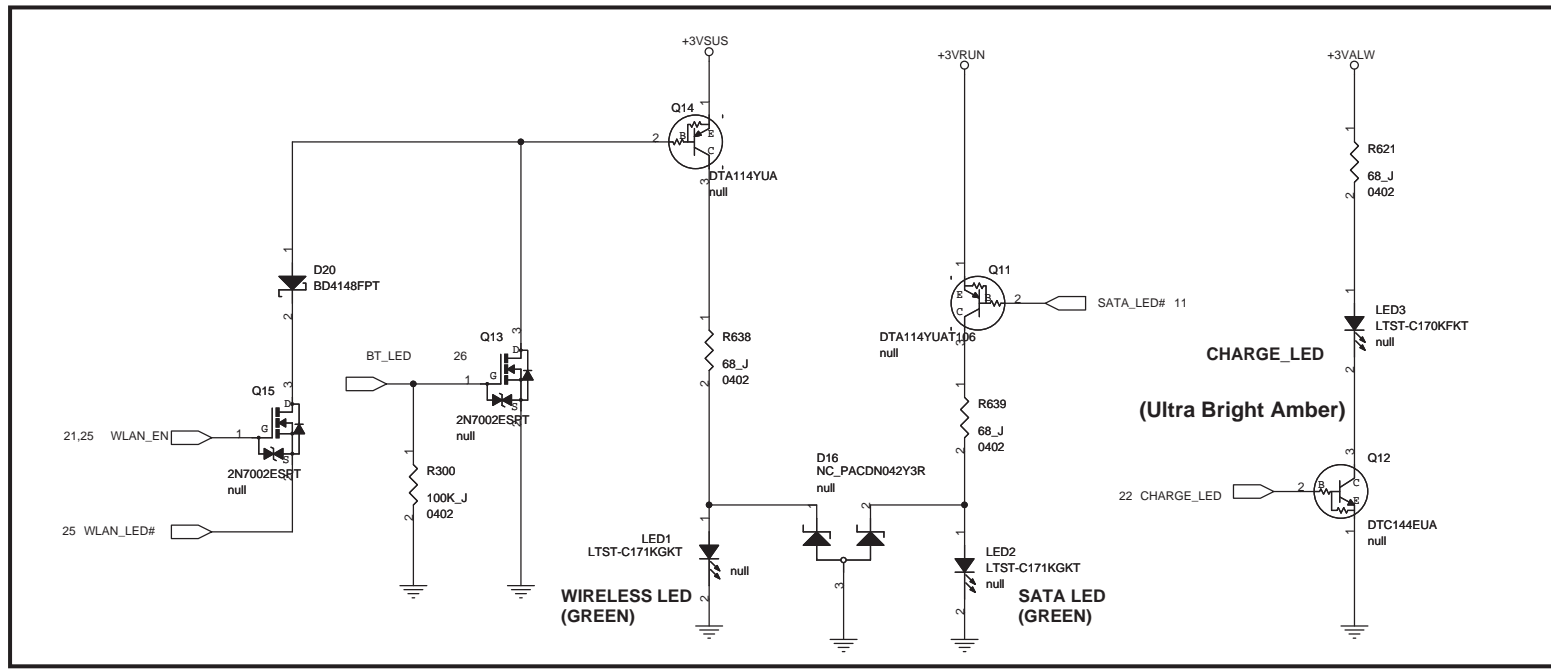 +3VSUS
+3VRUN
+3VALW
Q14
1
2
B
E
C
3
DTA114YUA
null
R621
1
68_J
0402
2
D20
BD4148FPT
1
2
Q11
1
E
B
C
2
SATA_LED# 11
DTA114YUAT106
null
3
LED3
LTST-C170KFKT
null
1
2
CHARGE_LED
(Ultra Bright Amber)
R638
1
68_J
0402
2
Q13
3
BT_LED 26
1
D
G
S
2N7002ESPT
null
2
Q15
3
D
G
S
21,25 WLAN_EN
1
2N7002ESPT
null
2
R639
1
68_J
0402
2
R300
1
100K_J
0402
2
D16
NC_PACDN042Y3R
null
1
2
3
Q12
3
22 CHARGE_LED
2
B
C
E
DTC144EUA
null
1
25 WLAN_LED#
LED1
LTST-C171KGKT
null
1
2
LED2
LTST-C171KGKT
null
1
2
WIRELESS LED
(GREEN)
SATA LED
(GREEN)